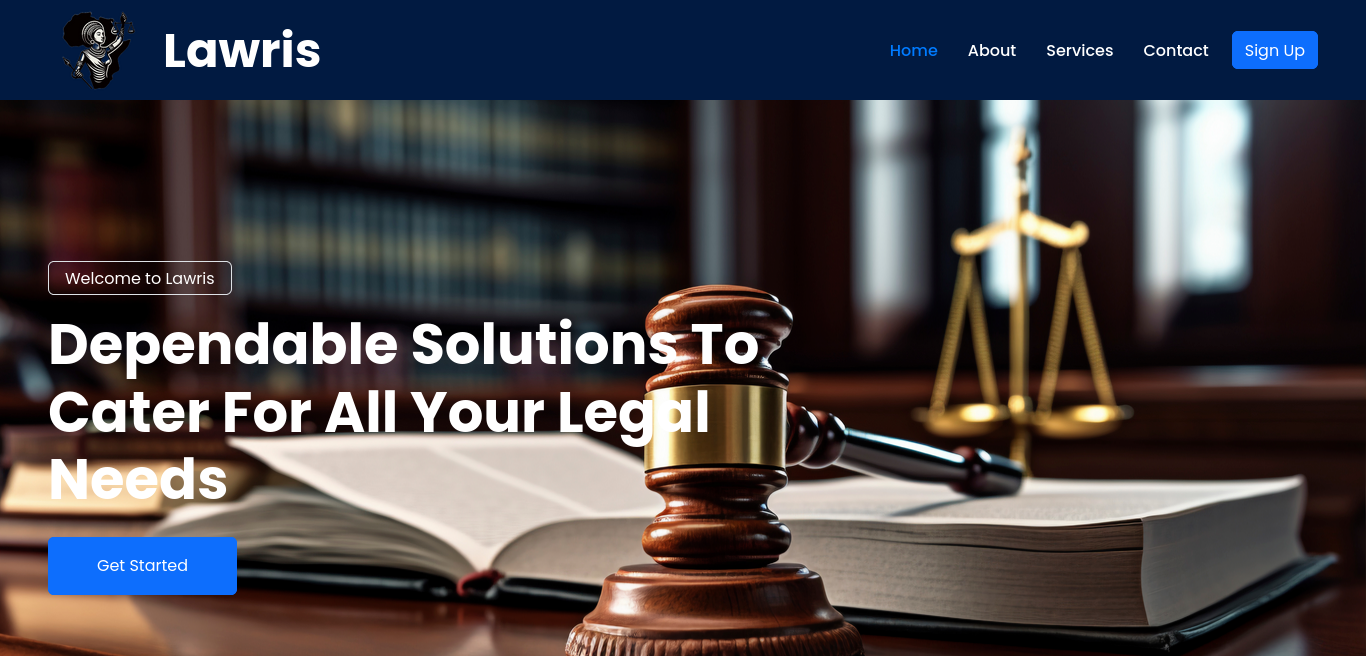 Lawris
Home About Services Contact Sign Up
Welcome to Lawris
Dependable Solutions To
Cater For All Your Legal
Needs
Get Started